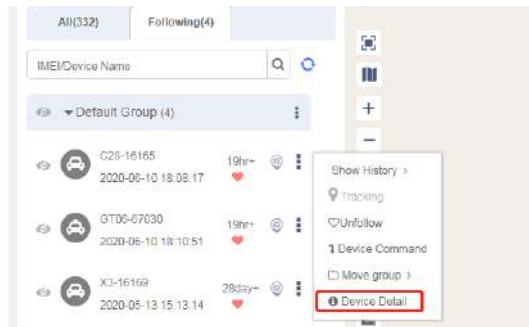 All(332) Following(4)
IMEI/Device Name
Default Group (4)
C26-16165
19hr+
2020-06-10 18:08:17
GT06-67030
19hr+
2020-06-10 18:10:51
X3-16169
28day+
2020-05-13 15:13:14
Show History >
Tracking
Unfollow
Device Command
Move group >
Device Detail